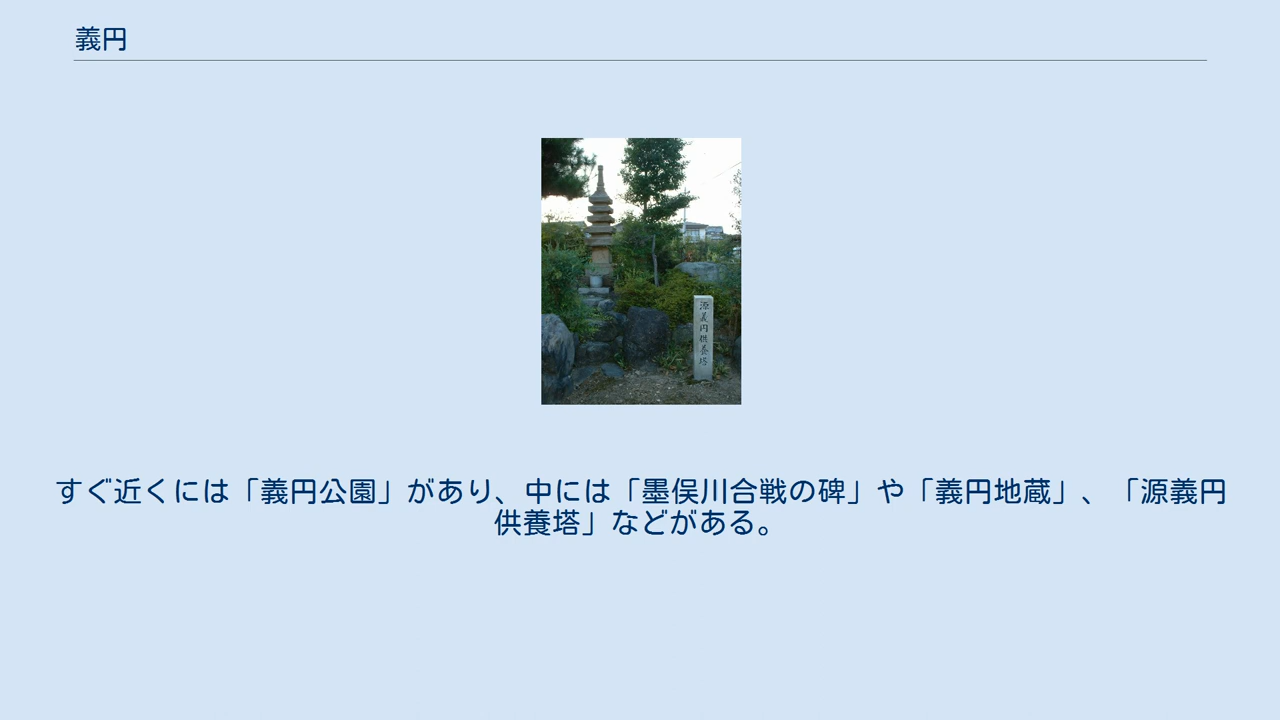 義円
源義円供養塔
すぐ近くには「義円公園」があり、中には「墨俣川合戦の碑」や「義円地蔵」、「源義円
供養塔」などがある。